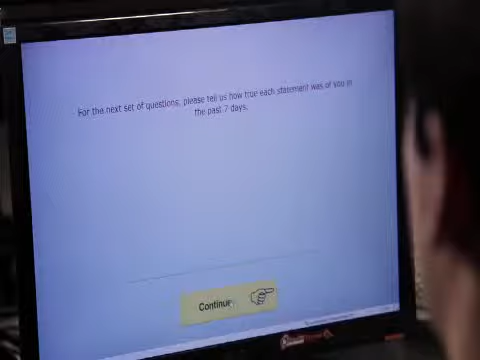 For the next set of questions, please tell us how true each statement was of you in
the past 7 days.
Continue